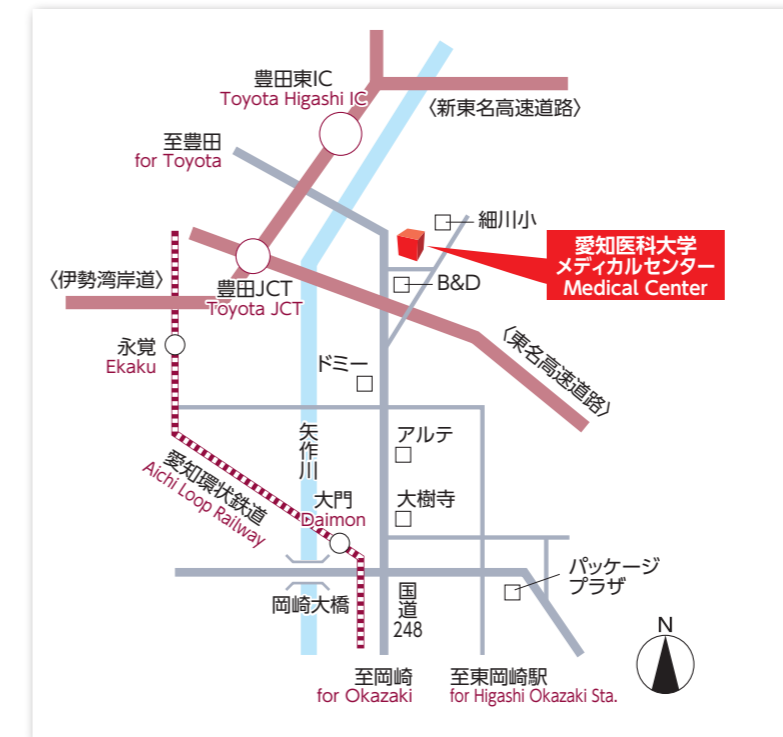 豊田東IC
Toyota Higashi IC
〈新東名高速道路〉
至豊田
for Toyota
細川小
愛知医科大学
メディカルセンター
Medical Center
〈伊勢湾岸道〉
豊田JCT
Toyota JCT
B&D
永覚
Ekaku
ドミー
〈東名高速道路〉
矢作川
アルテ
愛知環状鉄道
Aichi Loop Railway
大門
Daimon
大樹寺
岡崎大橋
国道
248
パッケージ
プラザ
N
至岡崎
for Okazaki
至東岡崎駅
for Higashi Okazaki Sta.